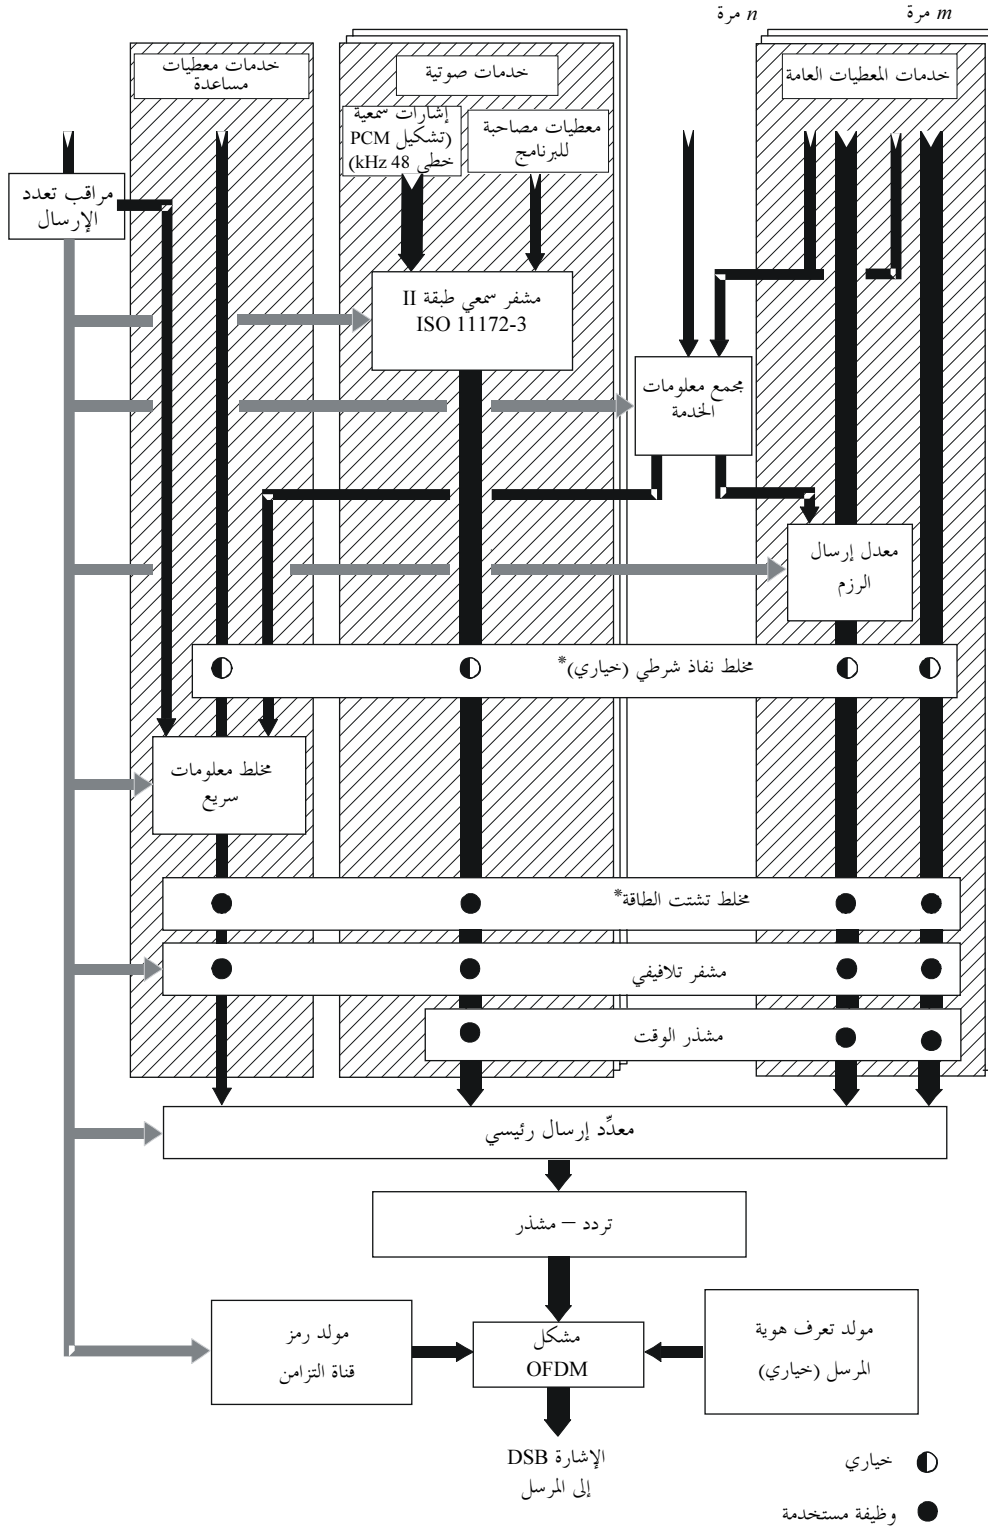 m مرة
n مرة
خدمات المعطيات العامة
خدمات صوتية
خدمات معطيات
مساعدة
معطيات مصاحبة
للبرنامج
إشارات سمعية
(تشكيل PCM
خطي 48 kHz)
مراقب تعدد
الإرسال
مشفر سمعي طبقة II
ISO 11172-3
مجمع معلومات
الخدمة
معدل إرسال
الرزم
مخلط نفاذ شرطي (خياري)*
مخلط معلومات
سريع
مخلط تشتت الطاقة*
مشفر تلافيفي
مشذر الوقت
معدِّد إرسال رئيسي
تردد – مشذر
مولد تعرف هوية
المرسل (خياري)
مشكل
OFDM
مولد رمز
قناة التزامن
الإشارة DSB
إلى المرسل
خياري
وظيفة مستخدمة